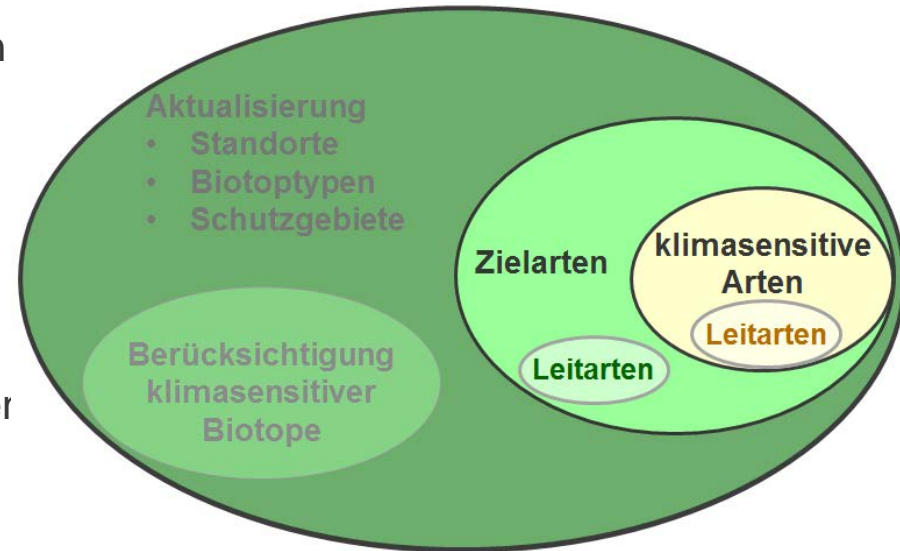 Aktualisierung
• Standorte
• Biotoptypen
• Schutzgebiete
Zielarten
klimasensitive
Arten
Leitarten
Leitarten
Berücksichtigung
klimasensitiver
Biotope